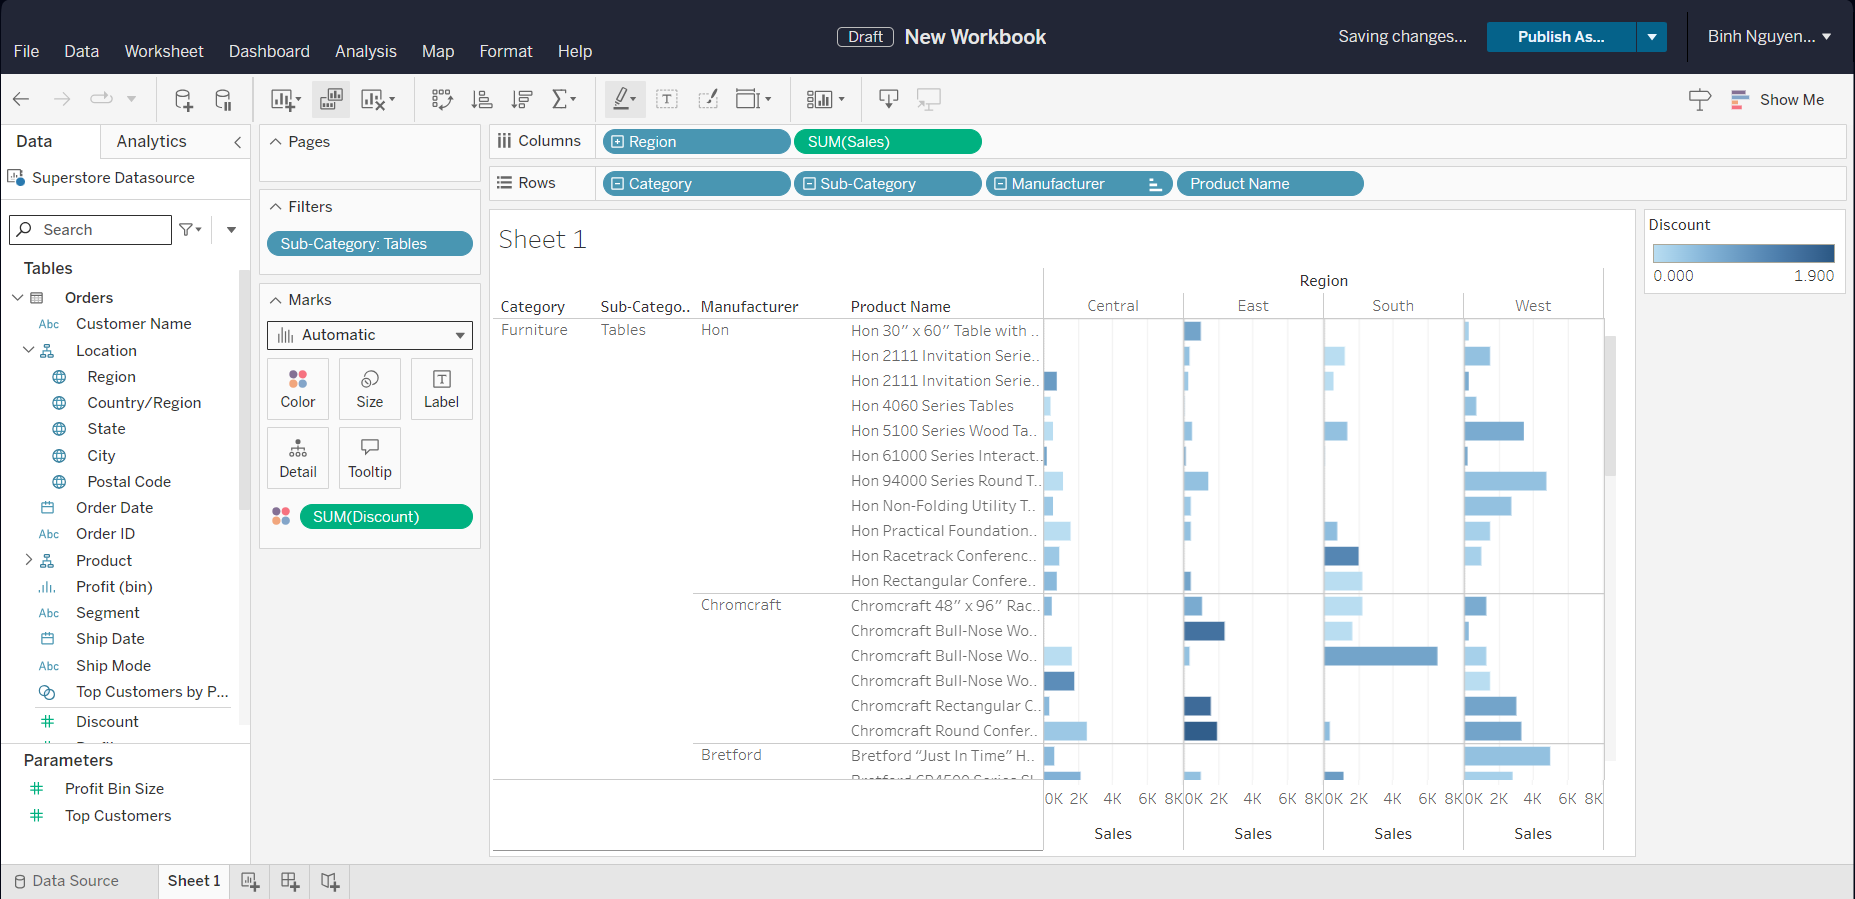 File Data Worksheet Dashboard Analysis Map Format Help
Draft New Workbook
Saving changes...
Publish As...
Binh Nguyen...
Show Me
Data Analytics
Superstore Datasource
Search
Tables
Orders
Abc Customer Name
Location
Region
Country/Region
State
City
Postal Code
Order Date
Abc Order ID
Product
Profit (bin)
Abc Segment
Ship Date
Abc Ship Mode
Top Customers by P...
Discount
Parameters
Profit Bin Size
Top Customers
Pages
Filters
Sub-Category: Tables
Marks
Automatic
Color Size Label
Detail Tooltip
SUM(Discount)
Columns Region SUM(Sales)
Rows Category Sub-Category Manufacturer Product Name
Sheet 1
Region
Category Sub-Catego.. Manufacturer Product Name Central East South West
Furniture Tables Hon Hon 30” x 60” Table with ..
Hon 2111 Invitation Serie..
Hon 2111 Invitation Serie..
Hon 4060 Series Tables
Hon 5100 Series Wood Ta..
Hon 61000 Series Interact..
Hon 94000 Series Round T..
Hon Non-Folding Utility T..
Hon Practical Foundation..
Hon Racetrack Conferenc..
Hon Rectangular Confere..
Chromcraft Chromcraft 48” x 96” Rac..
Chromcraft Bull-Nose Wo..
Chromcraft Bull-Nose Wo..
Chromcraft Bull-Nose Wo..
Chromcraft Rectangular C..
Chromcraft Round Confer..
Bretford Bretford “Just In Time” H..
0K 2K 4K 6K 8K 0K 2K 4K 6K 8K 0K 2K 4K 6K 8K 0K 2K 4K 6K 8K
Sales Sales Sales Sales
Discount
0.000 1.900
Data Source Sheet 1